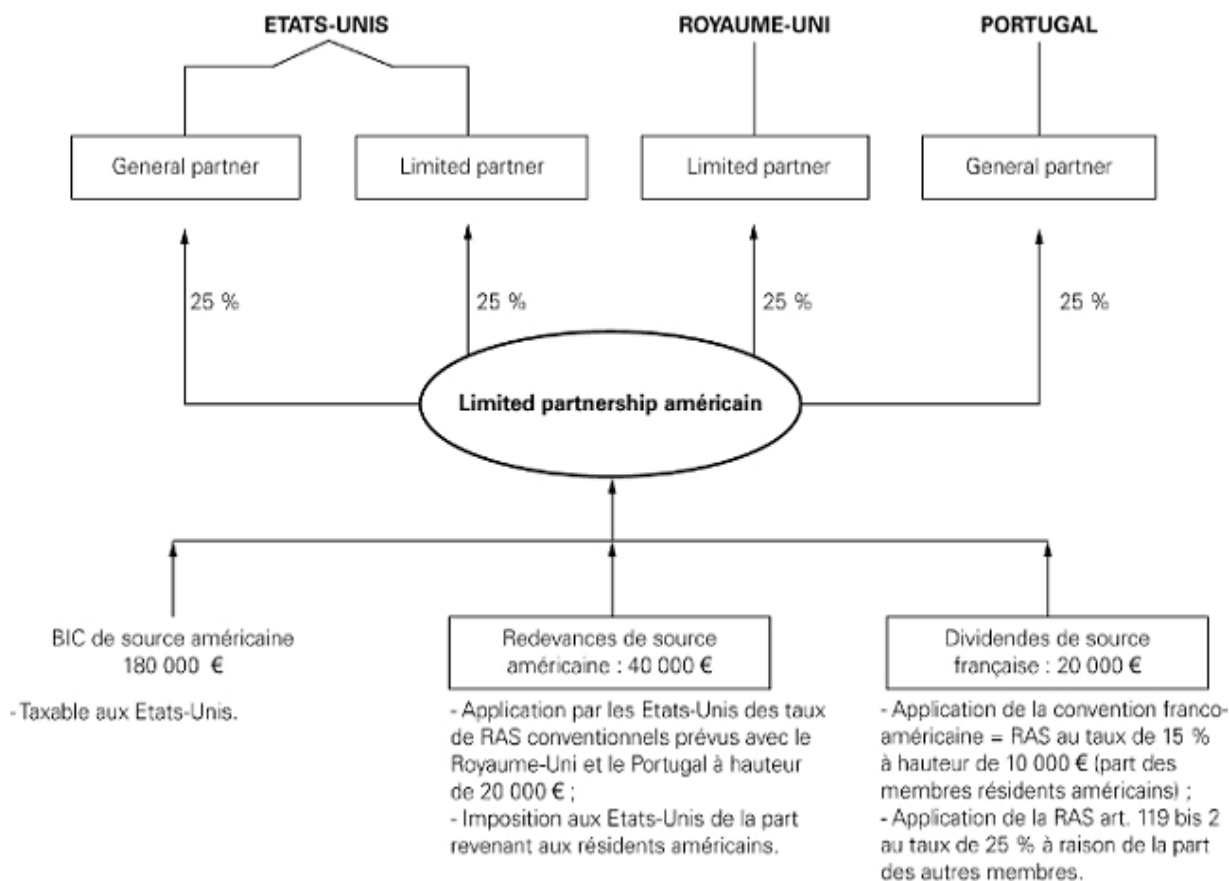 ETATS-UNIS
ROYAUME-UNI
PORTUGAL
General partner
Limited partner
Limited partner
General partner
25 %
25 %
25 %
25 %
Limited partnership américain
BIC de source américaine
180 000 €
- Taxable aux Etats-Unis.
Redevances de source
américaine : 40 000 €
- Application par les Etats-Unis des taux
de RAS conventionnels prévus avec le
Royaume-Uni et le Portugal à hauteur
de 20 000 € ;
- Imposition aux Etats-Unis de la part
revenant aux résidents américains.
Dividendes de source
française : 20 000 €
- Application de la convention franco-
américaine = RAS au taux de 15 %
à hauteur de 10 000 € (part des
membres résidents américains) ;
- Application de la RAS art. 119 bis 2
au taux de 25 % à raison de la part
des autres membres.